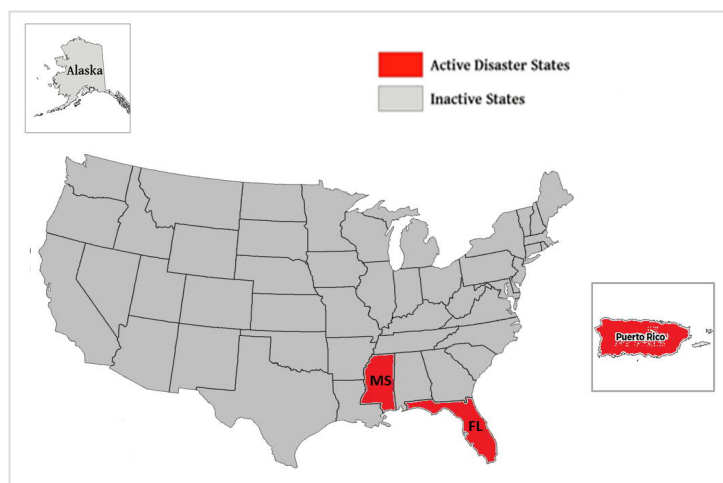 Alaska
Active Disaster States
Inactive States
Puerto Rico
MS
FL